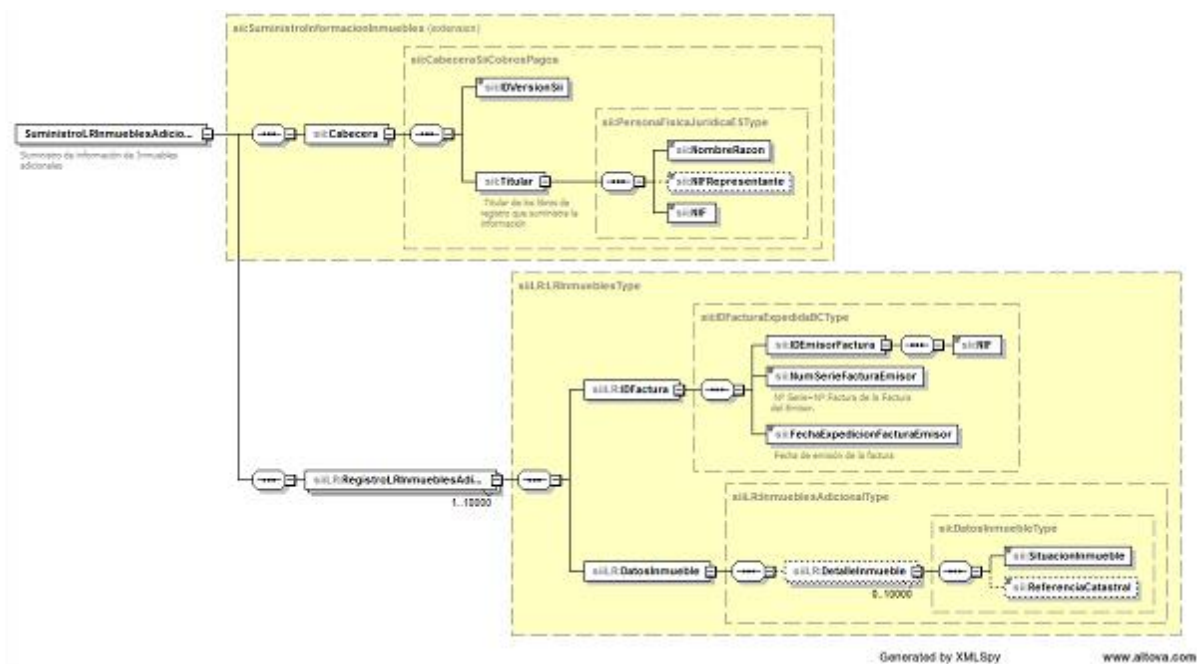 sii:SuministroInformacionInmuebles (extension)
sii:CabeceraSiiCobrosPagos
sii:IDVersionSii
sii:PersonaFisicaJuridicaESType
SuministroLRInmueblesAdicio...
Suministro de información de Inmuebles
adicionales
sii:Cabecera
sii:NombreRazon
sii:Titular
sii:NIFRepresentante
Titular de los libros de
registro que suministra la
información
sii:NIF
siiLR:LRInmueblesType
sii:IDFacturaExpedidaBCType
sii:IDEmisorFactura
sii:NIF
siiLR:IDFactura
sii:NumSerieFacturaEmisor
Nº Serie+Nº Factura de la Factura
del Emisor.
sii:FechaExpedicionFacturaEmisor
Fecha de emisión de la factura
siiLR:RegistroLRInmueblesAdi...
1..10000
siiLR:InmueblesAdicionalType
sii:DatosInmuebleType
sii:SituacionInmueble
siiLR:DatosInmueble
siiLR:DetalleInmueble
sii:ReferenciaCatastral
0..10000
Generated by XMLSpy
www.altova.com